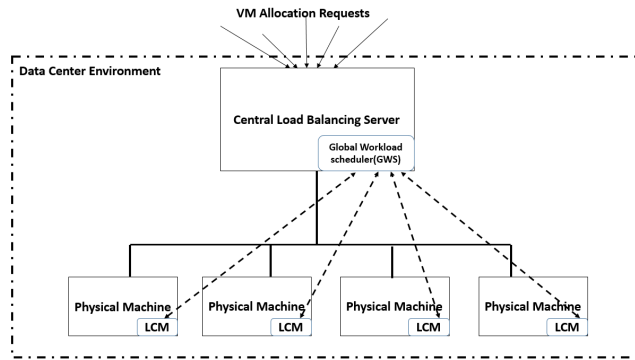 VM Allocation Requests
Data Center Environment
Central Load Balancing Server
Global Workload
scheduler(GWS)
Physical Machine
LCM
Physical Machine
LCM
Physical Machine
LCM
Physical Machine
LCM